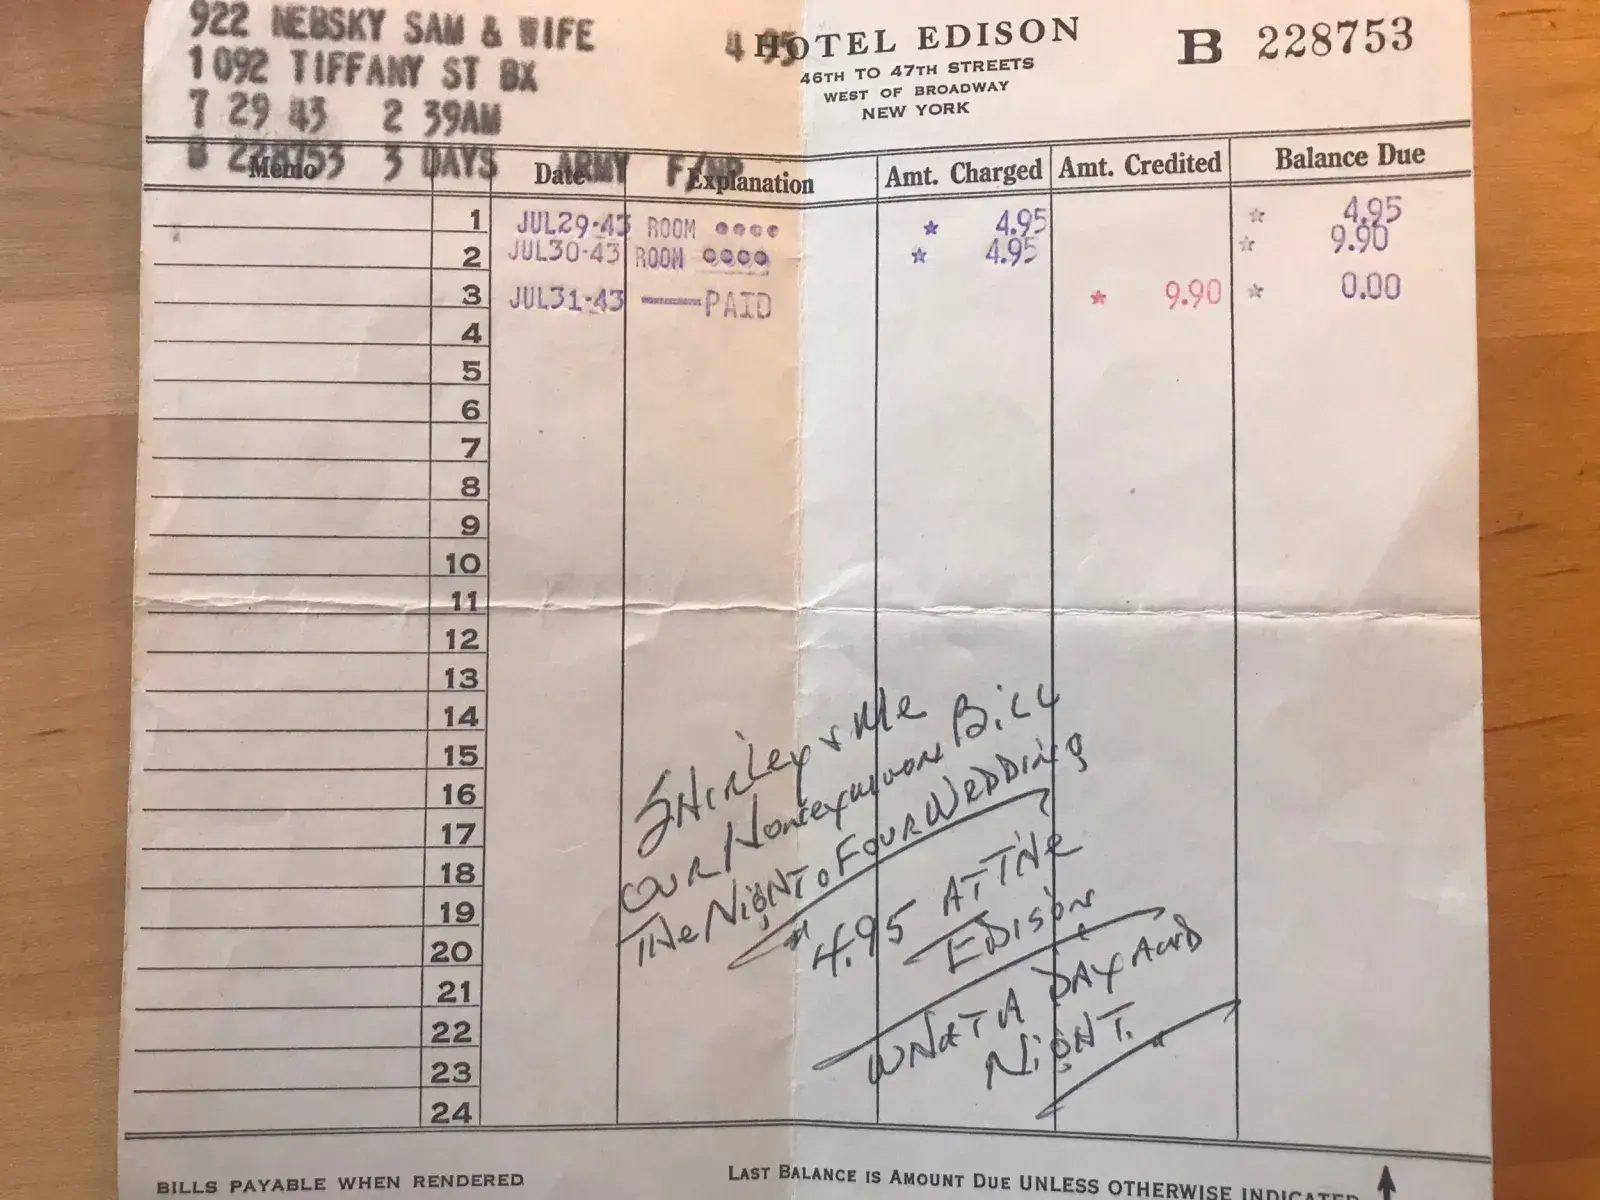 922 NEBSKY SAM & WIFE 4 95
1092 TIFFANY ST BX
7 29 43 2 39AM
B 228753 3 DAYS ARMY F/NR
HOTEL EDISON
46TH TO 47TH STREETS
WEST OF BROADWAY
NEW YORK
B 228753
Memo Date Explanation Amt. Charged Amt. Credited Balance Due
1 JUL29-43 ROOM •••• * 4.95 * 4.95
2 JUL30-43 ROOM •••• * 4.95 * 9.90
3 JUL31-43 —PAID * 9.90 * 0.00
4
5
6
7
8
9
10
11
12
13
14
15
16
17
18
19
20
21
22
23
24
SHIRLEY & ME
OUR HONEYMOON BILL
THE NIGHT OF OUR WEDDING
"4.95 AT THE
EDISON
WHAT A DAY AND
NIGHT."
BILLS PAYABLE WHEN RENDERED
LAST BALANCE IS AMOUNT DUE UNLESS OTHERWISE INDICATED